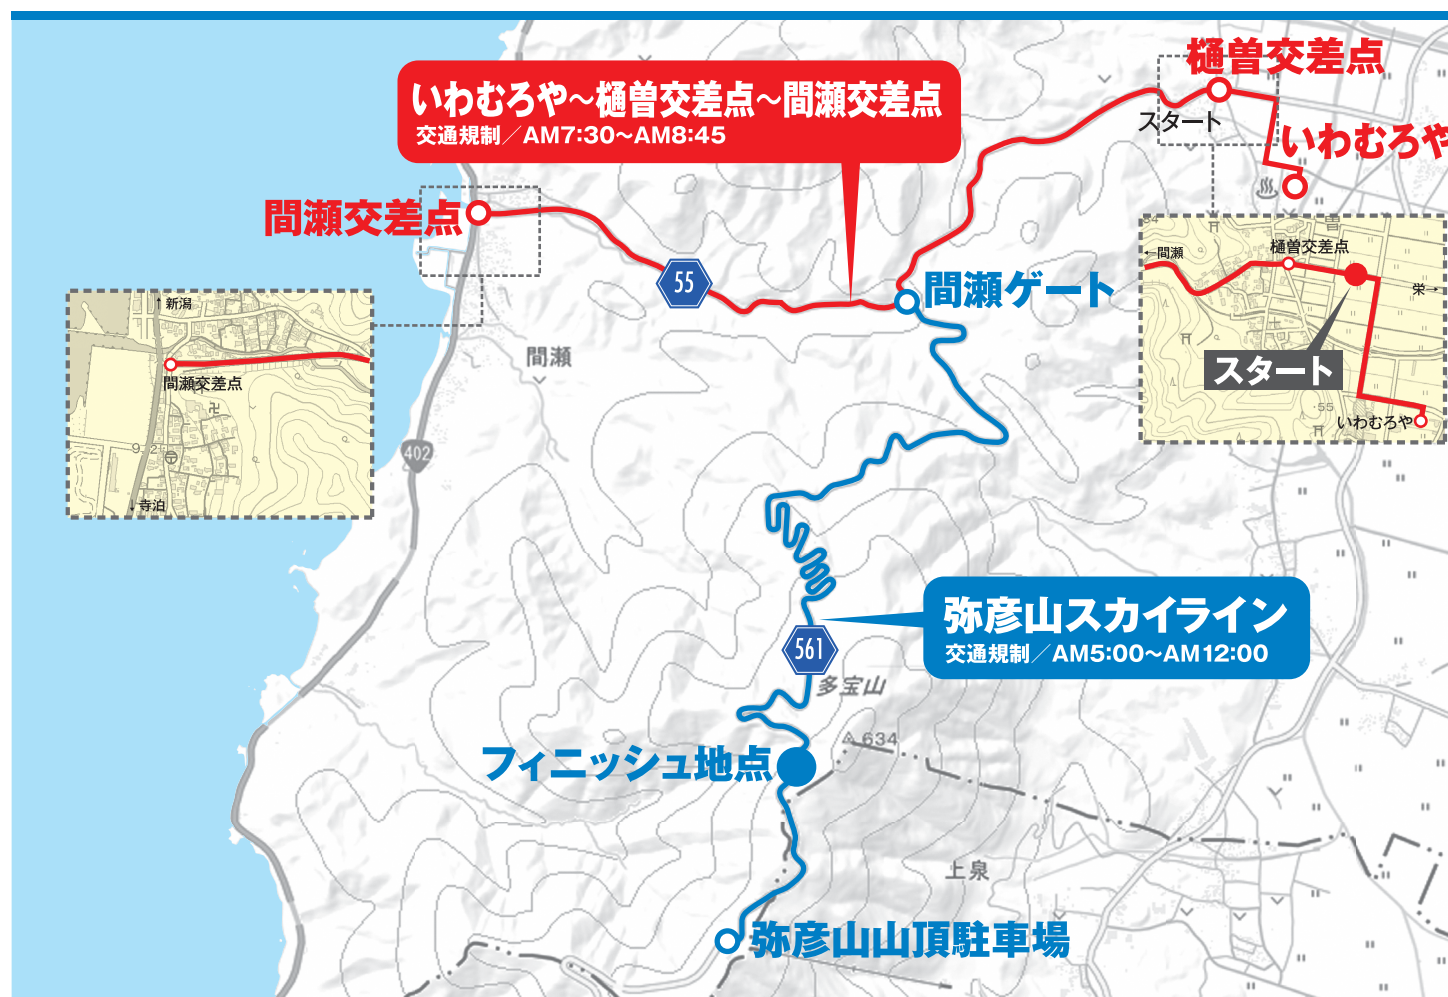 樋曽交差点
いわむろや～樋曽交差点～間瀬交差点
交通規制／AM7:30～AM8:45
スタート
いわむろや
間瀬交差点
55
間瀬ゲート
←間瀬
樋曽交差点
栄→
スタート
55
いわむろや
↑新潟
間瀬交差点
9.2
↓寺泊
間瀬
402
弥彦山スカイライン
交通規制／AM5:00～AM12:00
561
多宝山
634
フィニッシュ地点
上泉
弥彦山山頂駐車場